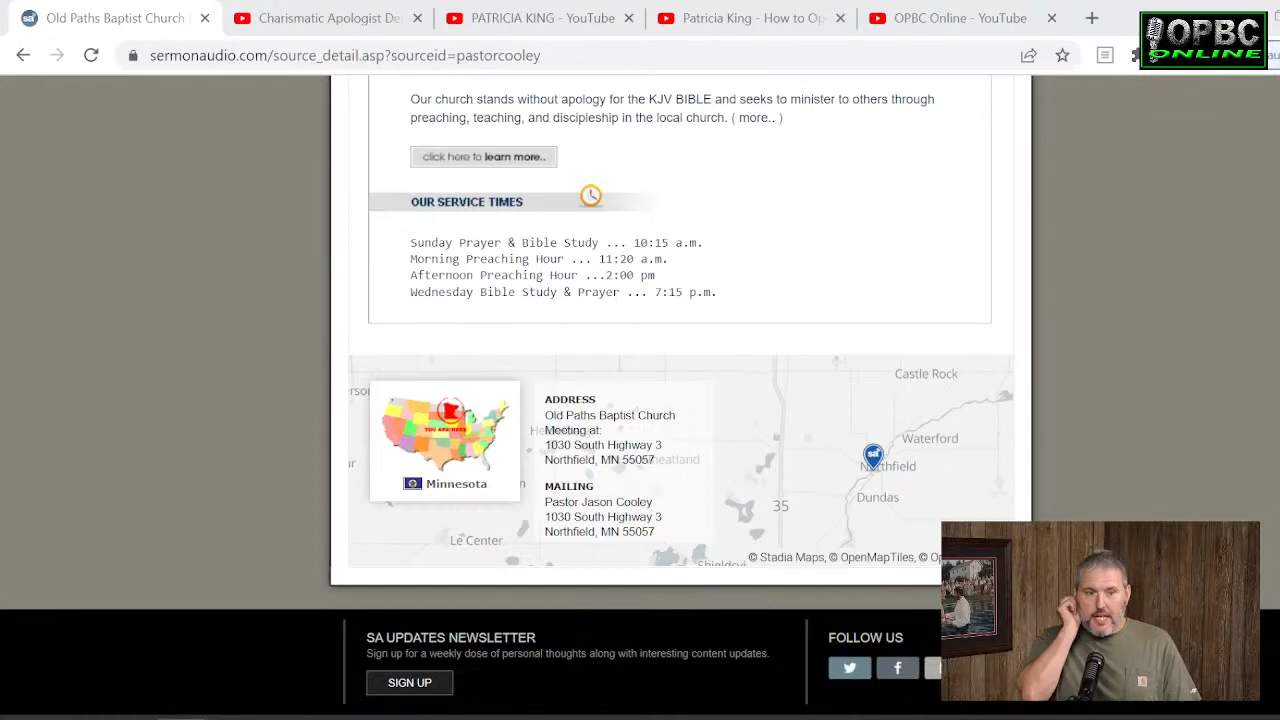 Old Paths Baptist Church
Charismatic Apologist De
PATRICIA KING - YouTube
Patricia King - How to Op
OPBC Online - YouTube
OPBC
ONLINE
sermonaudio.com/source_detail.asp?sourceid=pastorcooley
Our church stands without apology for the KJV BIBLE and seeks to minister to others through
preaching, teaching, and discipleship in the local church. ( more.. )
click here to learn more..
OUR SERVICE TIMES
Sunday Prayer & Bible Study ... 10:15 a.m.
Morning Preaching Hour ... 11:20 a.m.
Afternoon Preaching Hour ...2:00 pm
Wednesday Bible Study & Prayer ... 7:15 p.m.
YOU ARE HERE
Minnesota
ADDRESS
Old Paths Baptist Church
Meeting at:
1030 South Highway 3
Northfield, MN 55057
MAILING
Pastor Jason Cooley
1030 South Highway 3
Northfield, MN 55057
Castle Rock
Waterford
sa
Northfield
Dundas
35
Le Center
© Stadia Maps, © OpenMapTiles, © Op
SA UPDATES NEWSLETTER
Sign up for a weekly dose of personal thoughts along with interesting content updates.
SIGN UP
FOLLOW US